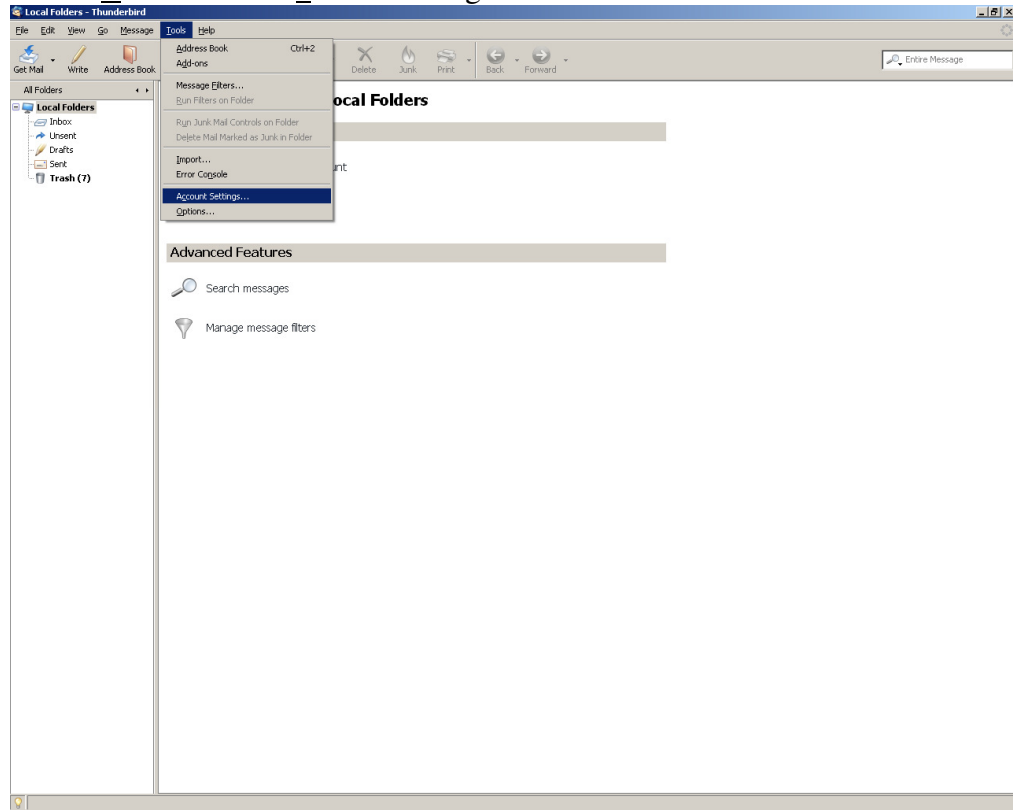 Local Folders - Thunderbird
File Edit View Go Message Tools Help
Get Mail Write Address Book Delete Junk Print Back Forward Entire Message
Address Book Ctrl+2
Add-ons
Message Filters...
Run Filters on Folder
Run Junk Mail Controls on Folder
Delete Mail Marked as Junk in Folder
Import...
Error Console
Account Settings...
Options...
All Folders
Local Folders
Inbox
Unsent
Drafts
Sent
Trash (7)
ocal Folders
unt
Advanced Features
Search messages
Manage message filters